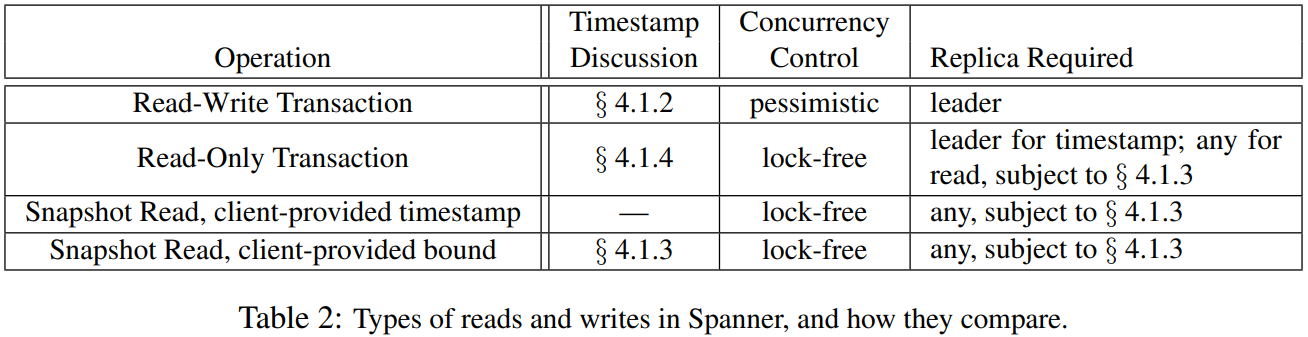 Operation Timestamp Discussion Concurrency Control Replica Required
Read-Write Transaction § 4.1.2 pessimistic leader
Read-Only Transaction § 4.1.4 lock-free leader for timestamp; any for
read, subject to § 4.1.3
Snapshot Read, client-provided timestamp — lock-free any, subject to § 4.1.3
Snapshot Read, client-provided bound § 4.1.3 lock-free any, subject to § 4.1.3
Table 2: Types of reads and writes in Spanner, and how they compare.